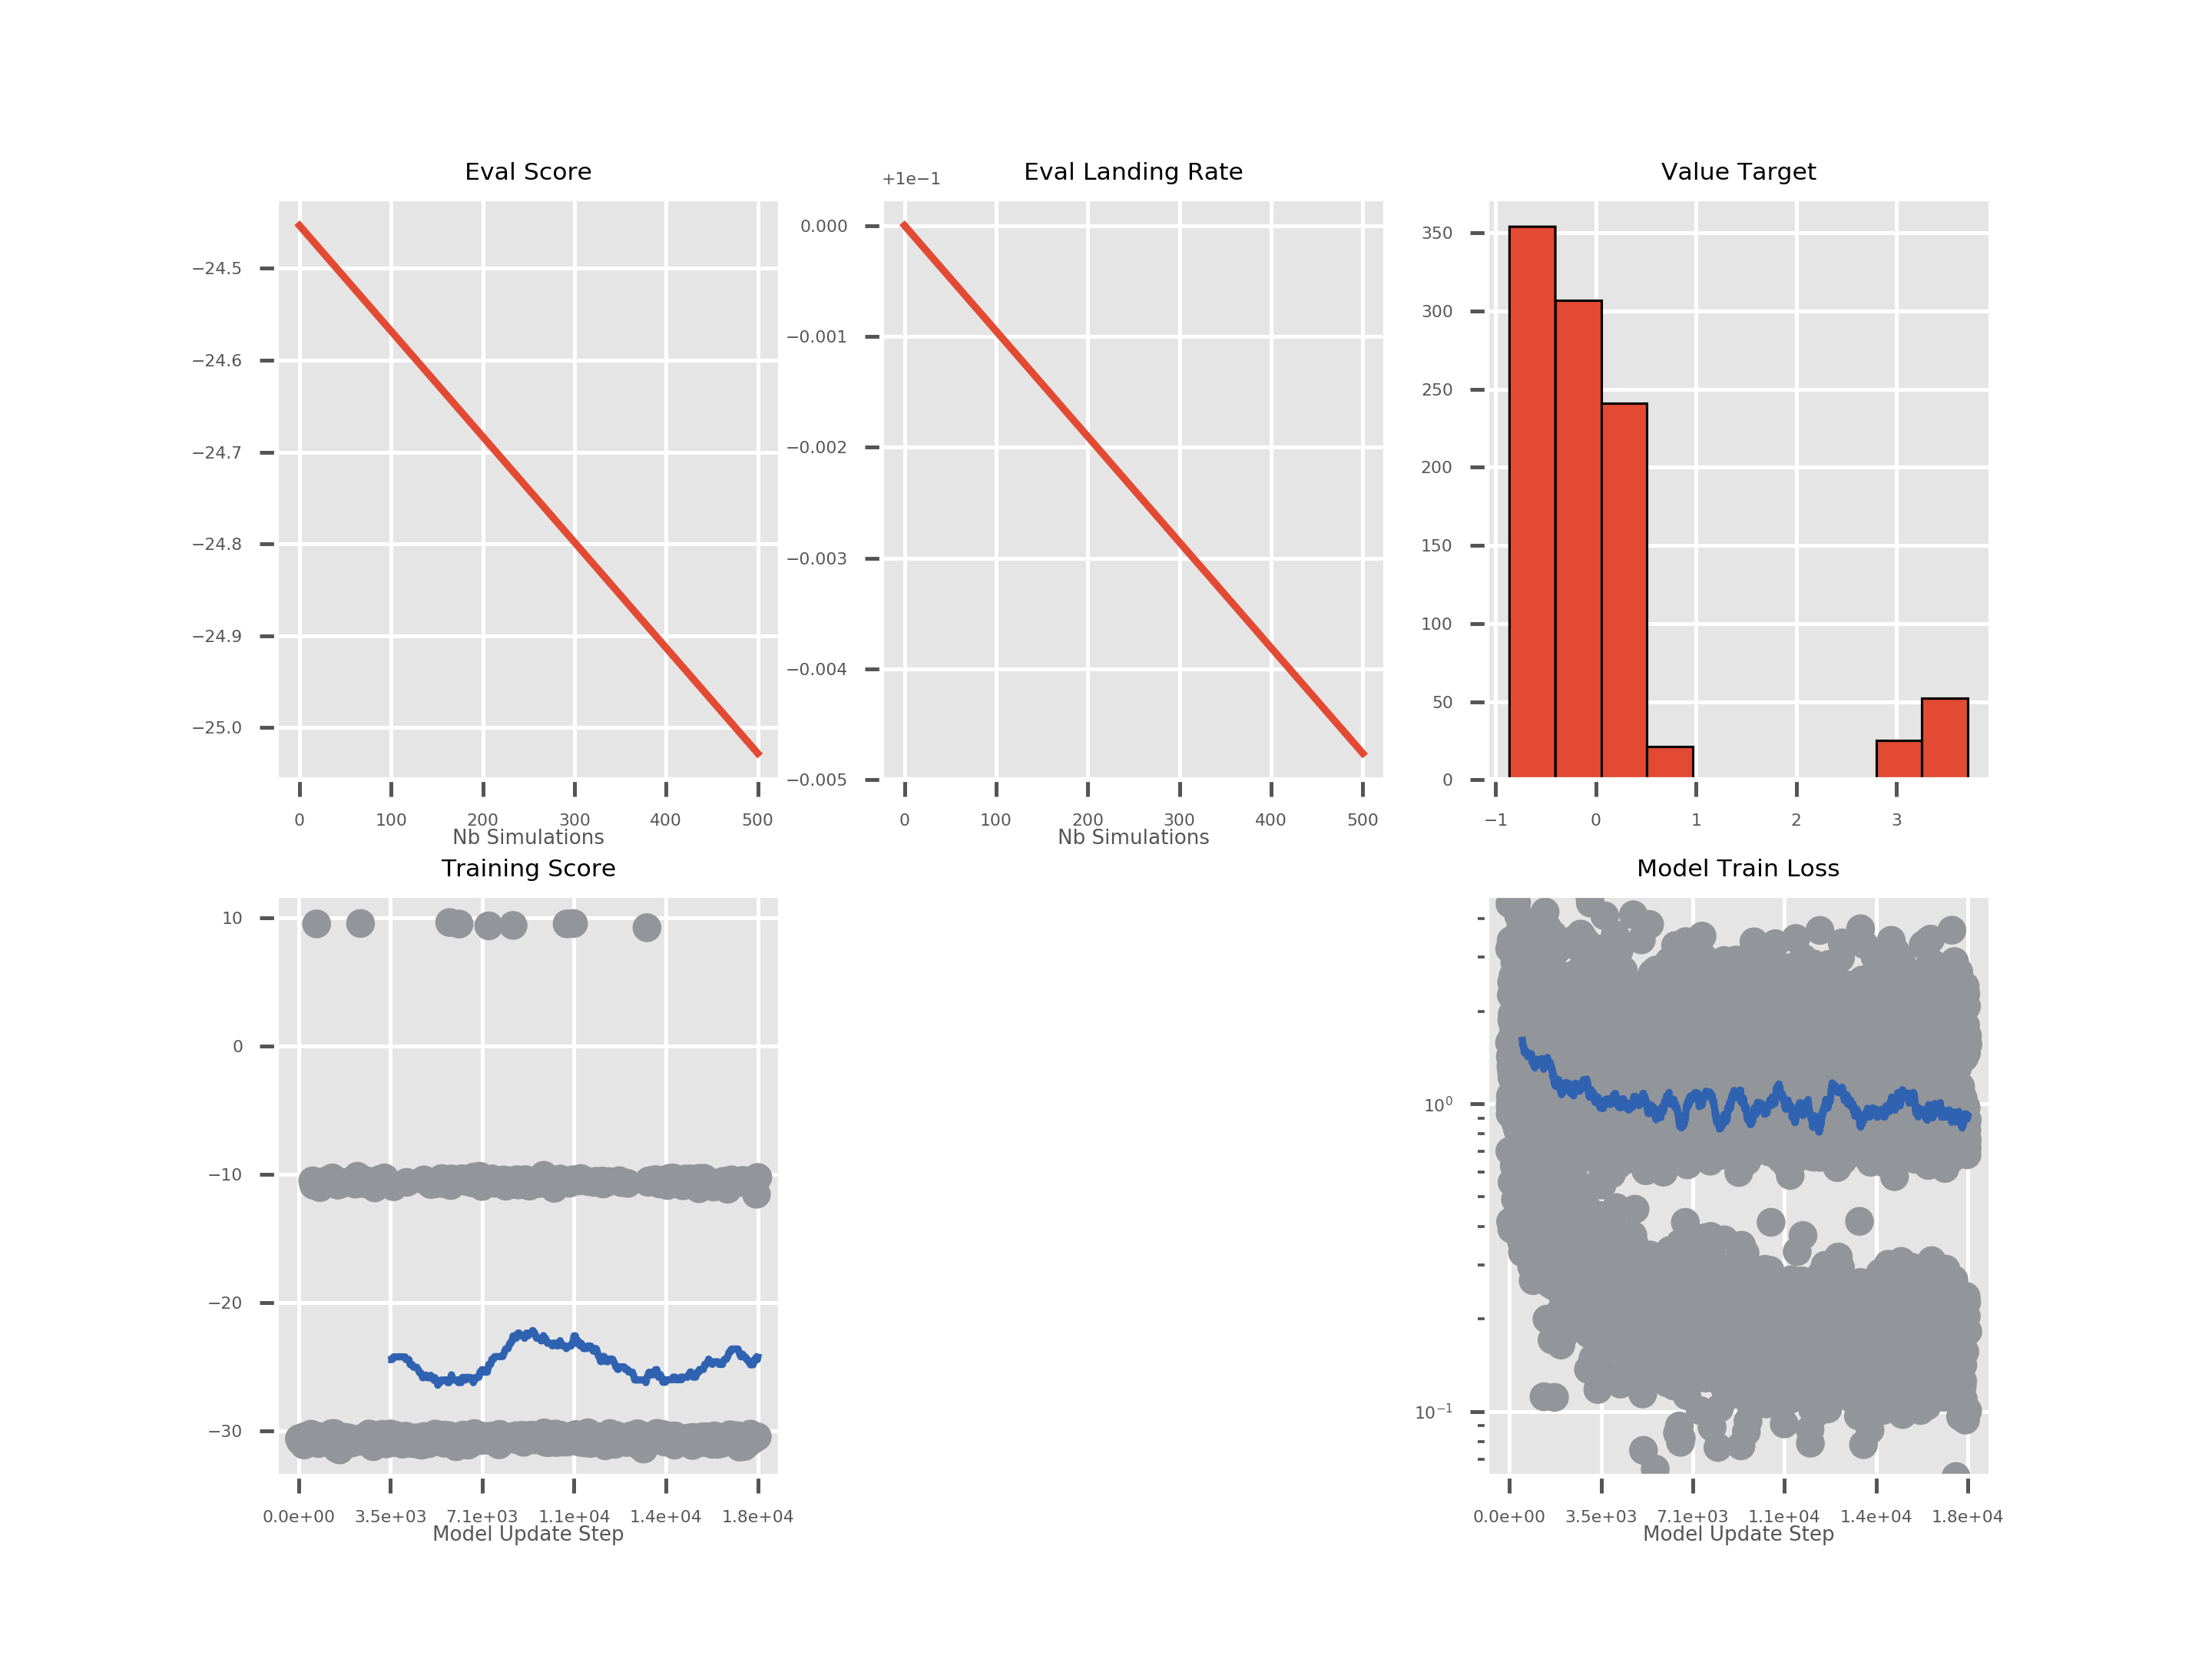 Eval Score
−24.5
−24.6
−24.7
−24.8
−24.9
−25.0
0 100 200 300 400 500
Nb Simulations
Eval Landing Rate
+1e−1
0.000
−0.001
−0.002
−0.003
−0.004
−0.005
0 100 200 300 400 500
Nb Simulations
Value Target
350
300
250
200
150
100
50
0
−1 0 1 2 3
Training Score
10
0
−10
−20
−30
0.0e+00 3.5e+03 7.1e+03 1.1e+04 1.4e+04 1.8e+04
Model Update Step
Model Train Loss
10⁰
10⁻¹
0.0e+00 3.5e+03 7.1e+03 1.1e+04 1.4e+04 1.8e+04
Model Update Step